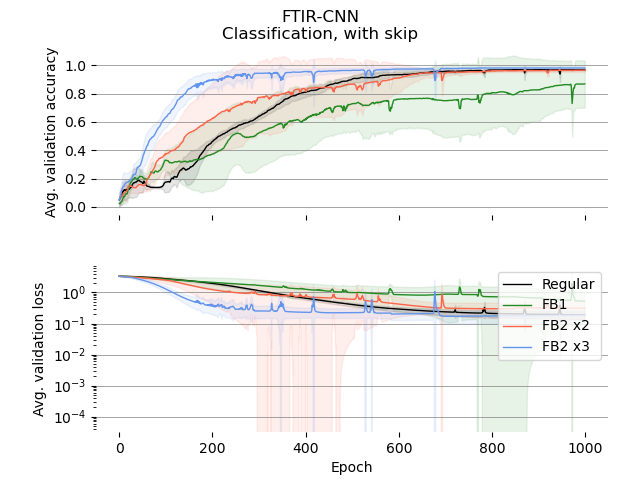 FTIR-CNN
Classification, with skip
Avg. validation accuracy
1.0
0.8
0.6
0.4
0.2
0.0
Avg. validation loss
10⁰
10⁻¹
10⁻²
10⁻³
10⁻⁴
Regular
FB1
FB2 x2
FB2 x3
0 200 400 600 800 1000
Epoch